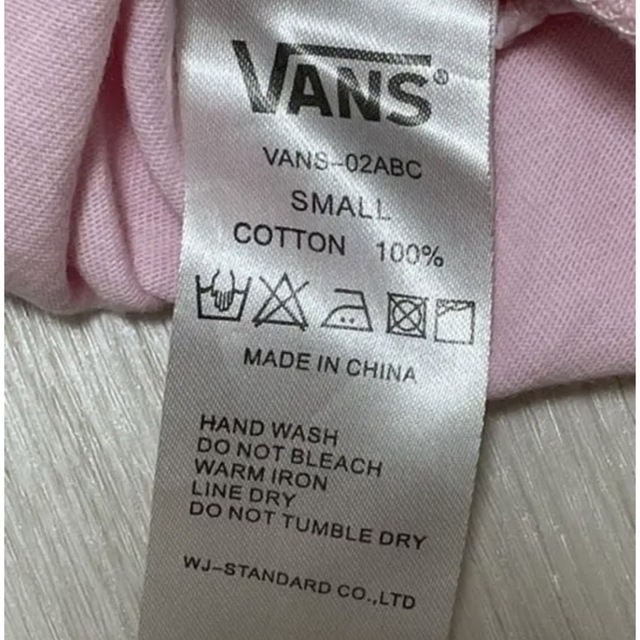 VANS®
VANS-02ABC
SMALL
COTTON 100%
MADE IN CHINA
HAND WASH
DO NOT BLEACH
WARM IRON
LINE DRY
DO NOT TUMBLE DRY
WJ-STANDARD CO.,LTD